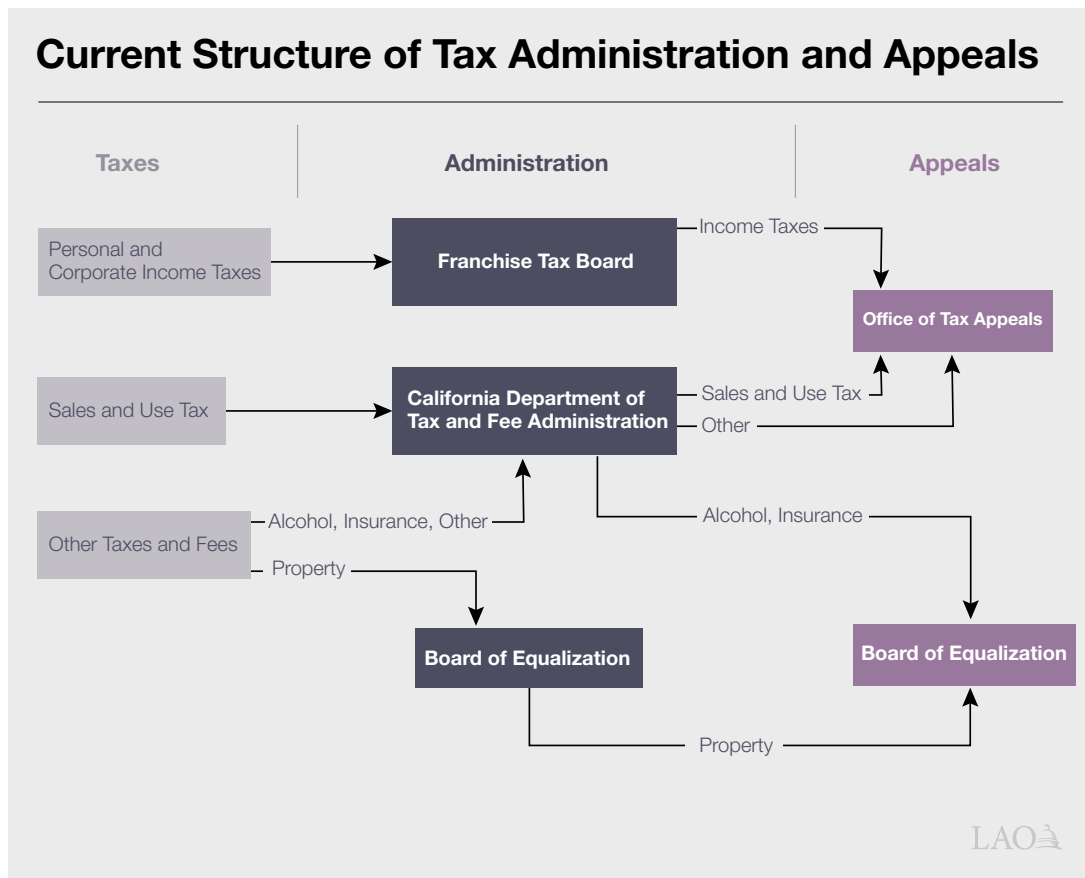 Current Structure of Tax Administration and Appeals
Taxes
Administration
Appeals
Personal and
Corporate Income Taxes
Franchise Tax Board
Income Taxes
Office of Tax Appeals
Sales and Use Tax
California Department of
Tax and Fee Administration
Sales and Use Tax
Other
Other Taxes and Fees
Alcohol, Insurance, Other
Alcohol, Insurance
Property
Board of Equalization
Board of Equalization
Property
LAO